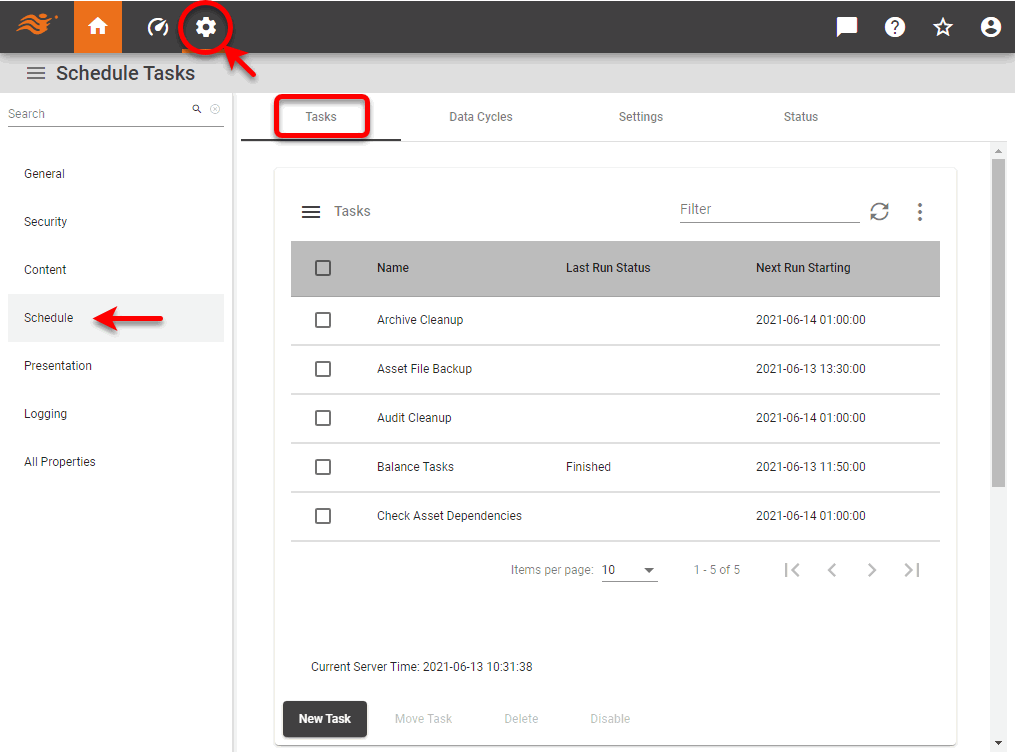 Schedule Tasks
Search
General
Security
Content
Schedule
Presentation
Logging
All Properties
Tasks Data Cycles Settings Status
Tasks Filter
Name Last Run Status Next Run Starting
Archive Cleanup 2021-06-14 01:00:00
Asset File Backup 2021-06-13 13:30:00
Audit Cleanup 2021-06-14 01:00:00
Balance Tasks Finished 2021-06-13 11:50:00
Check Asset Dependencies 2021-06-14 01:00:00
Items per page: 10 1 - 5 of 5
Current Server Time: 2021-06-13 10:31:38
New Task Move Task Delete Disable